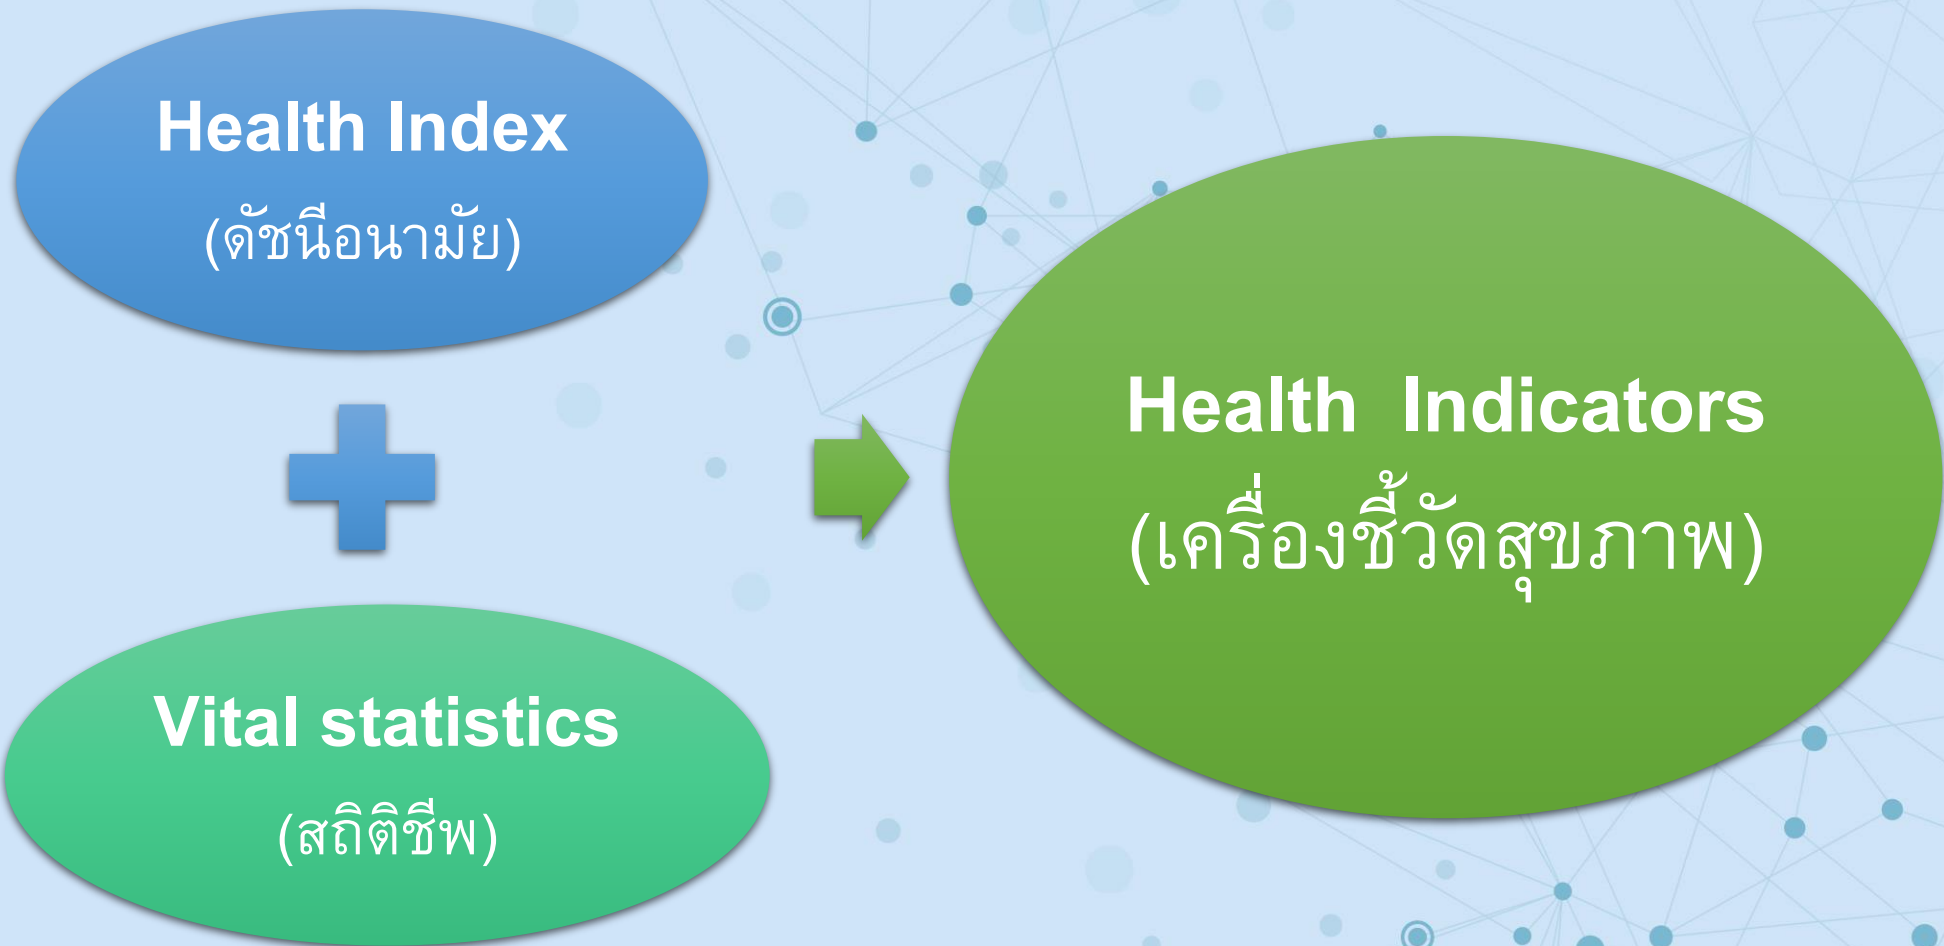 Health Index
(ดัชนีอนามัย)
Vital statistics
(สถิติชีพ)
Health Indicators
(เครื่องชี้วัดสุขภาพ)